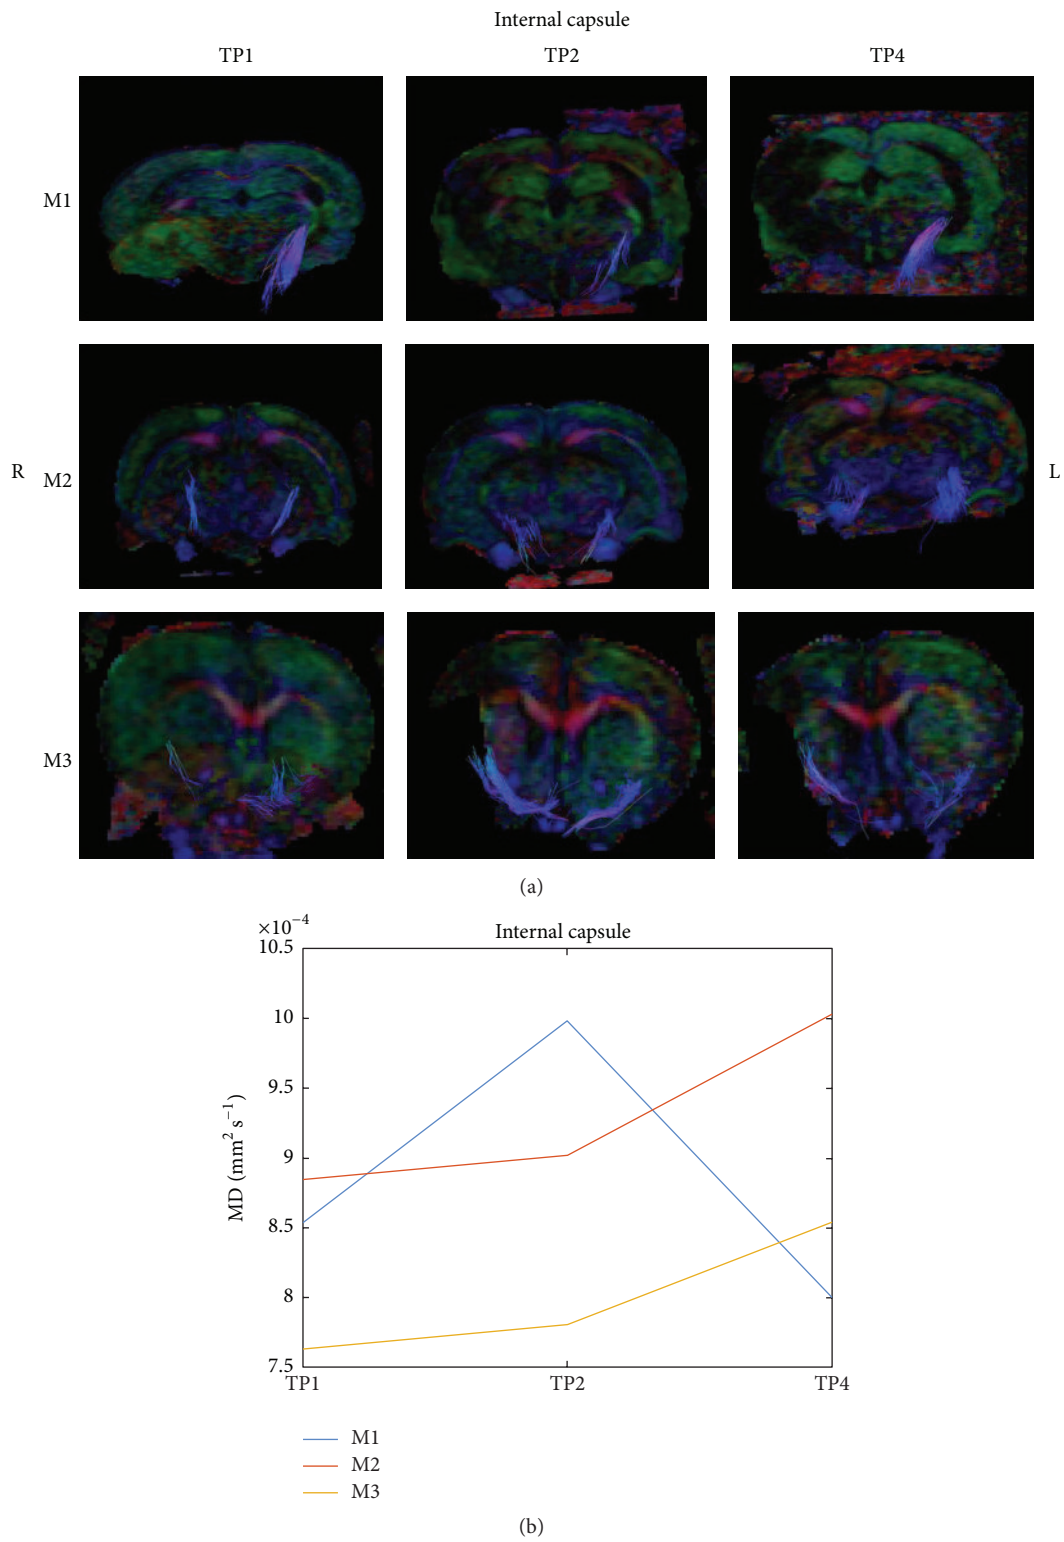 Internal capsule
TP1 TP2 TP4
M1
R M2 L
M3
(a)
×10−4
Internal capsule
10.5
10
9.5
9
8.5
8
7.5
MD (mm2 s−1)
TP1 TP2 TP4
M1
M2
M3
(b)